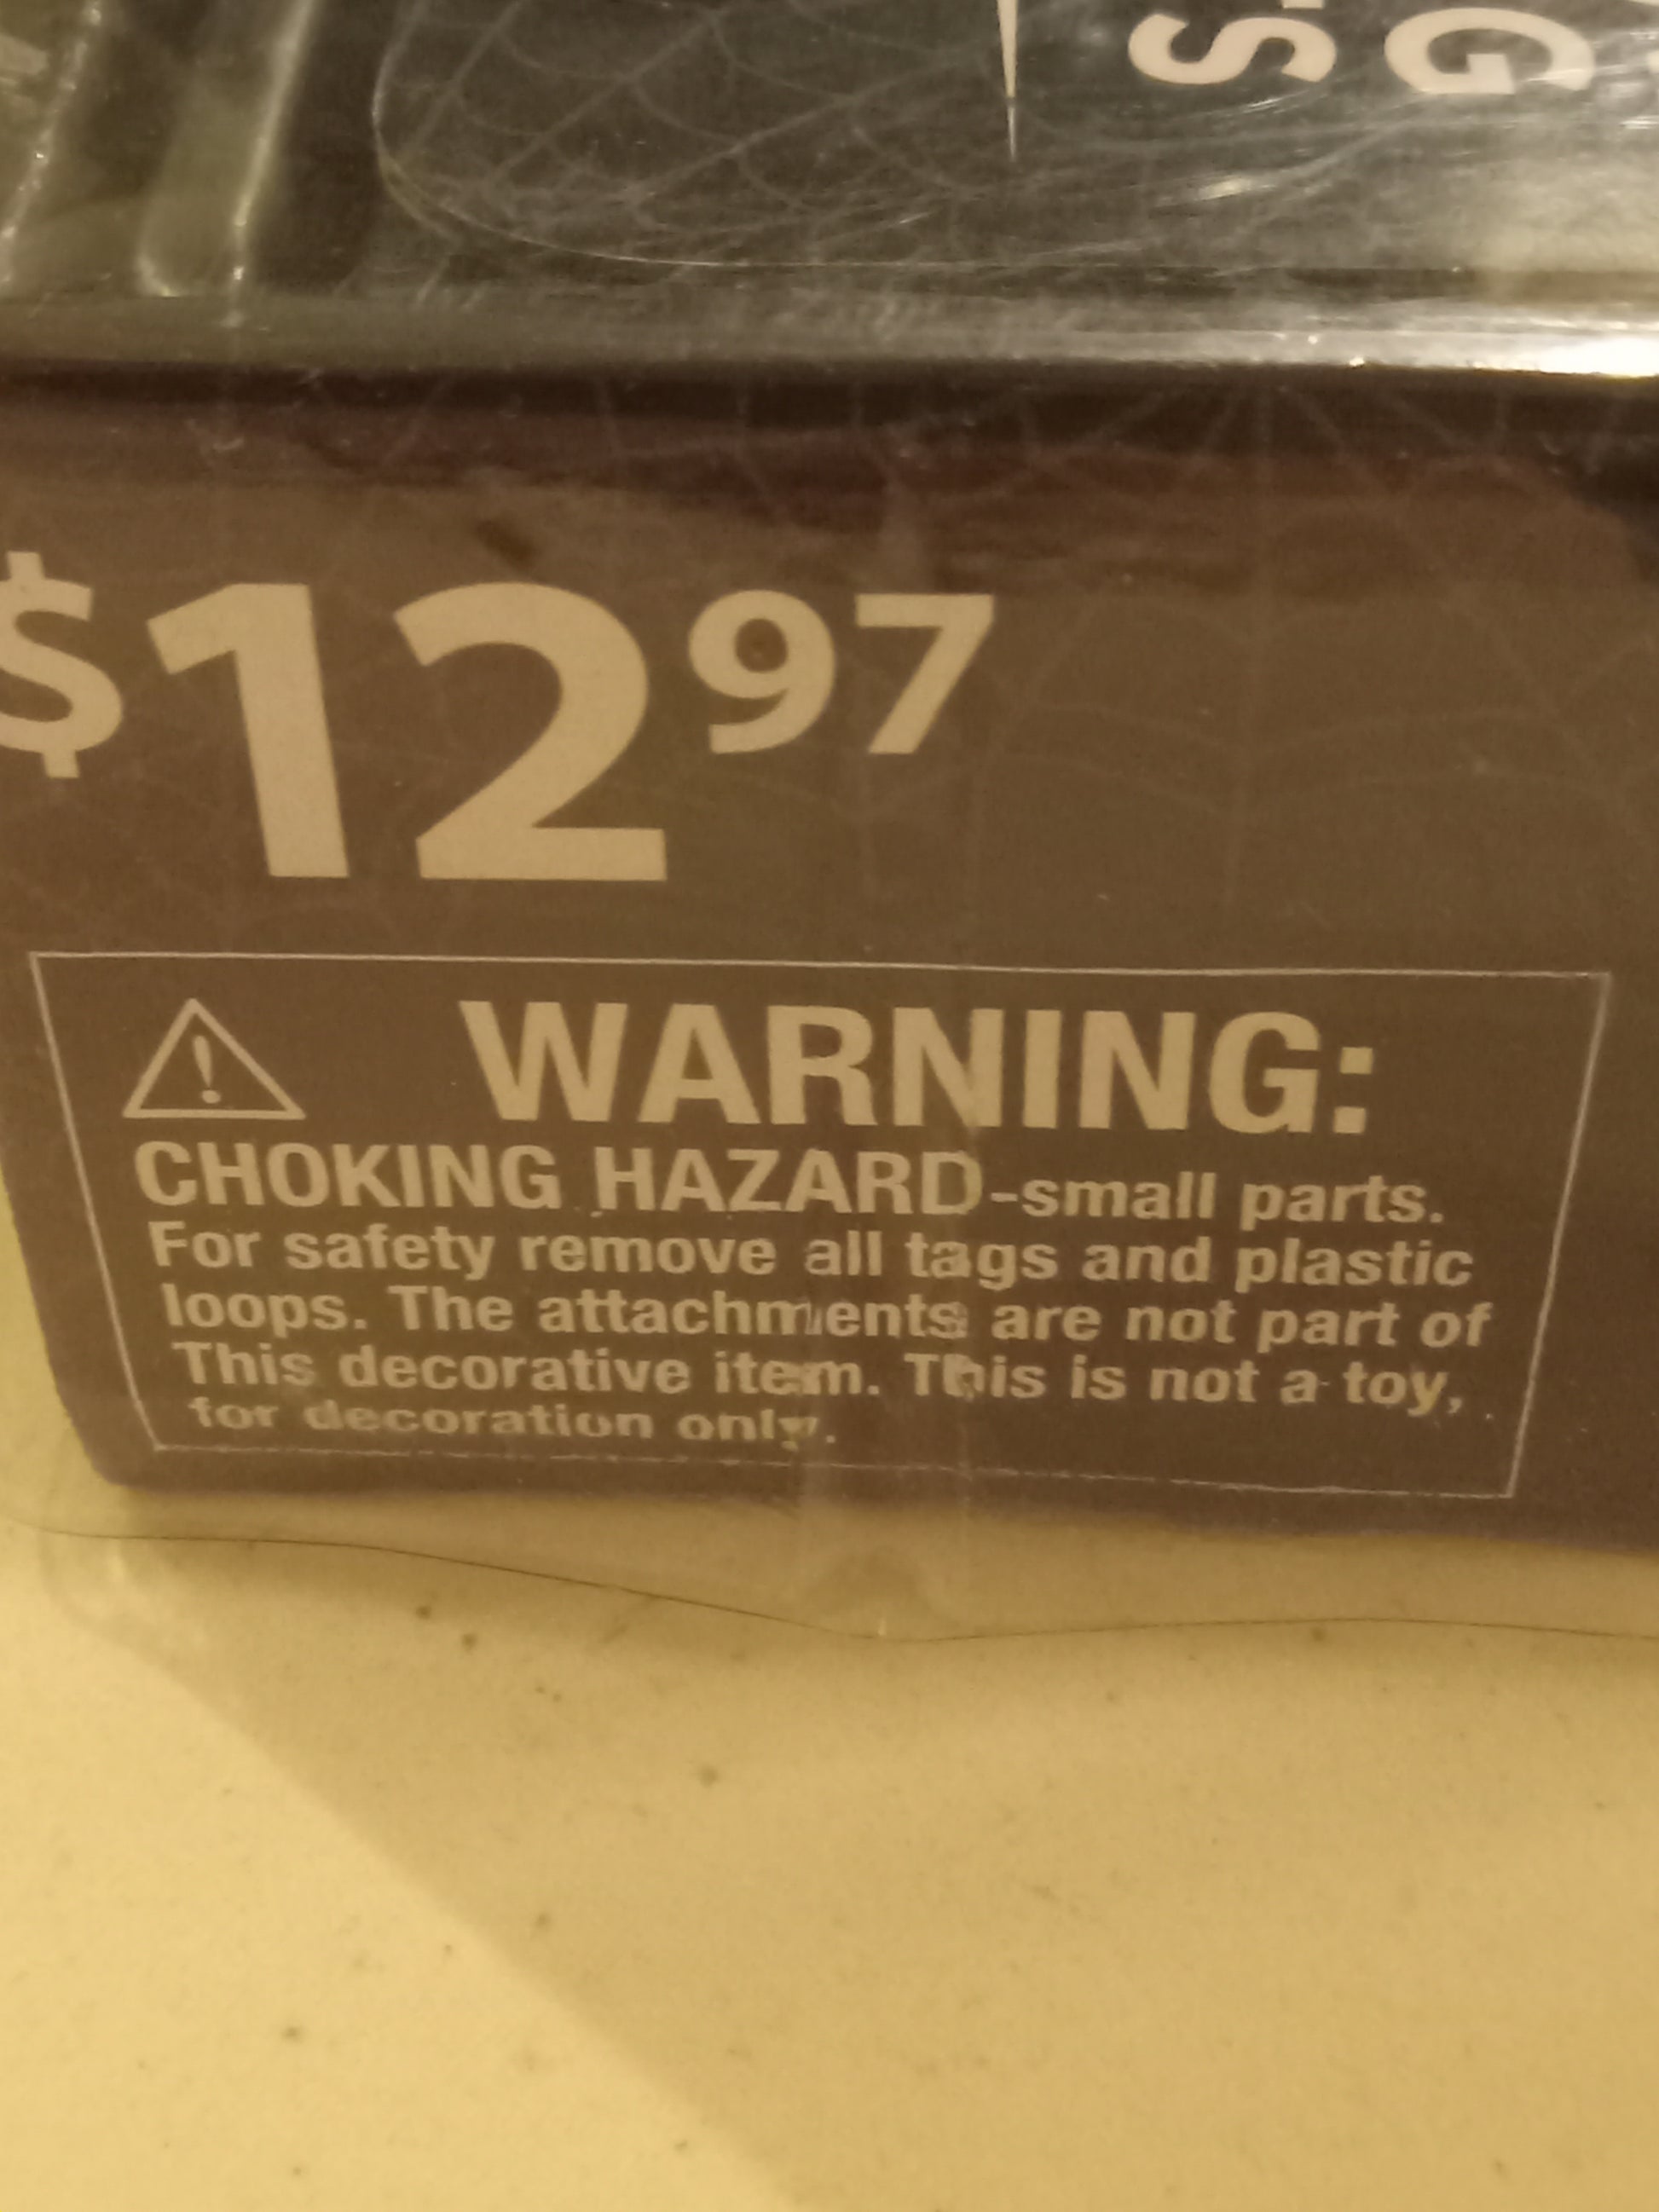 G
S
$12 97
WARNING:
CHOKING HAZARD-small parts.
For safety remove all tags and plastic
loops. The attachments are not part of
This decorative item. This is not a toy,
for decoration only.